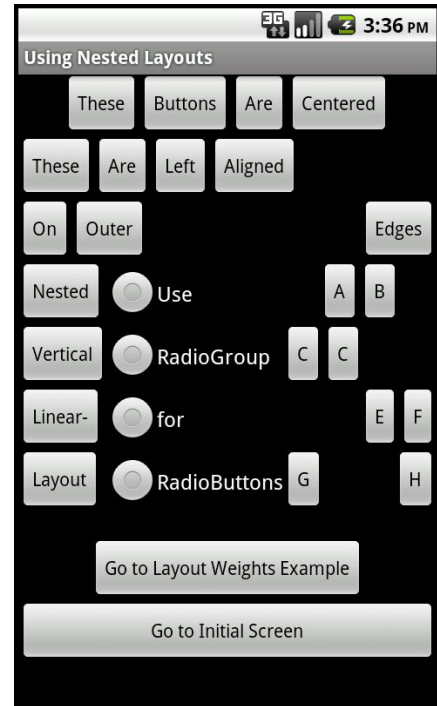 3G 3:36 PM
Using Nested Layouts
These Buttons Are Centered
These Are Left Aligned
On Outer Edges
Nested Use A B
Vertical RadioGroup C C
Linear- for E F
Layout RadioButtons G H
Go to Layout Weights Example
Go to Initial Screen